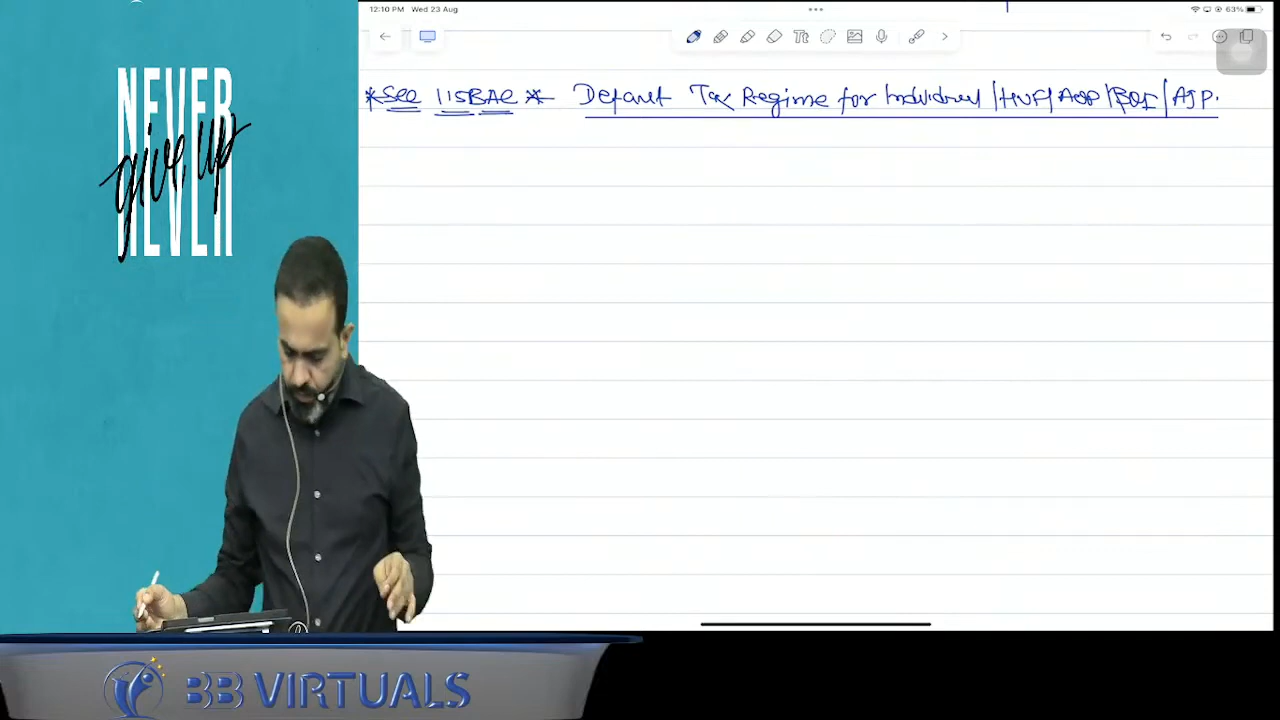 12:10 PM Wed 23 Aug
63%
NEVER
give up
NEVER
*Sec 115BAC* Default Tax Regime for Individual/HUF/AOP/BOI/AJP.
BB VIRTUALS